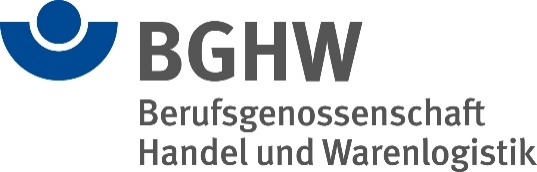 BGHW
Berufsgenossenschaft
Handel und Warenlogistik